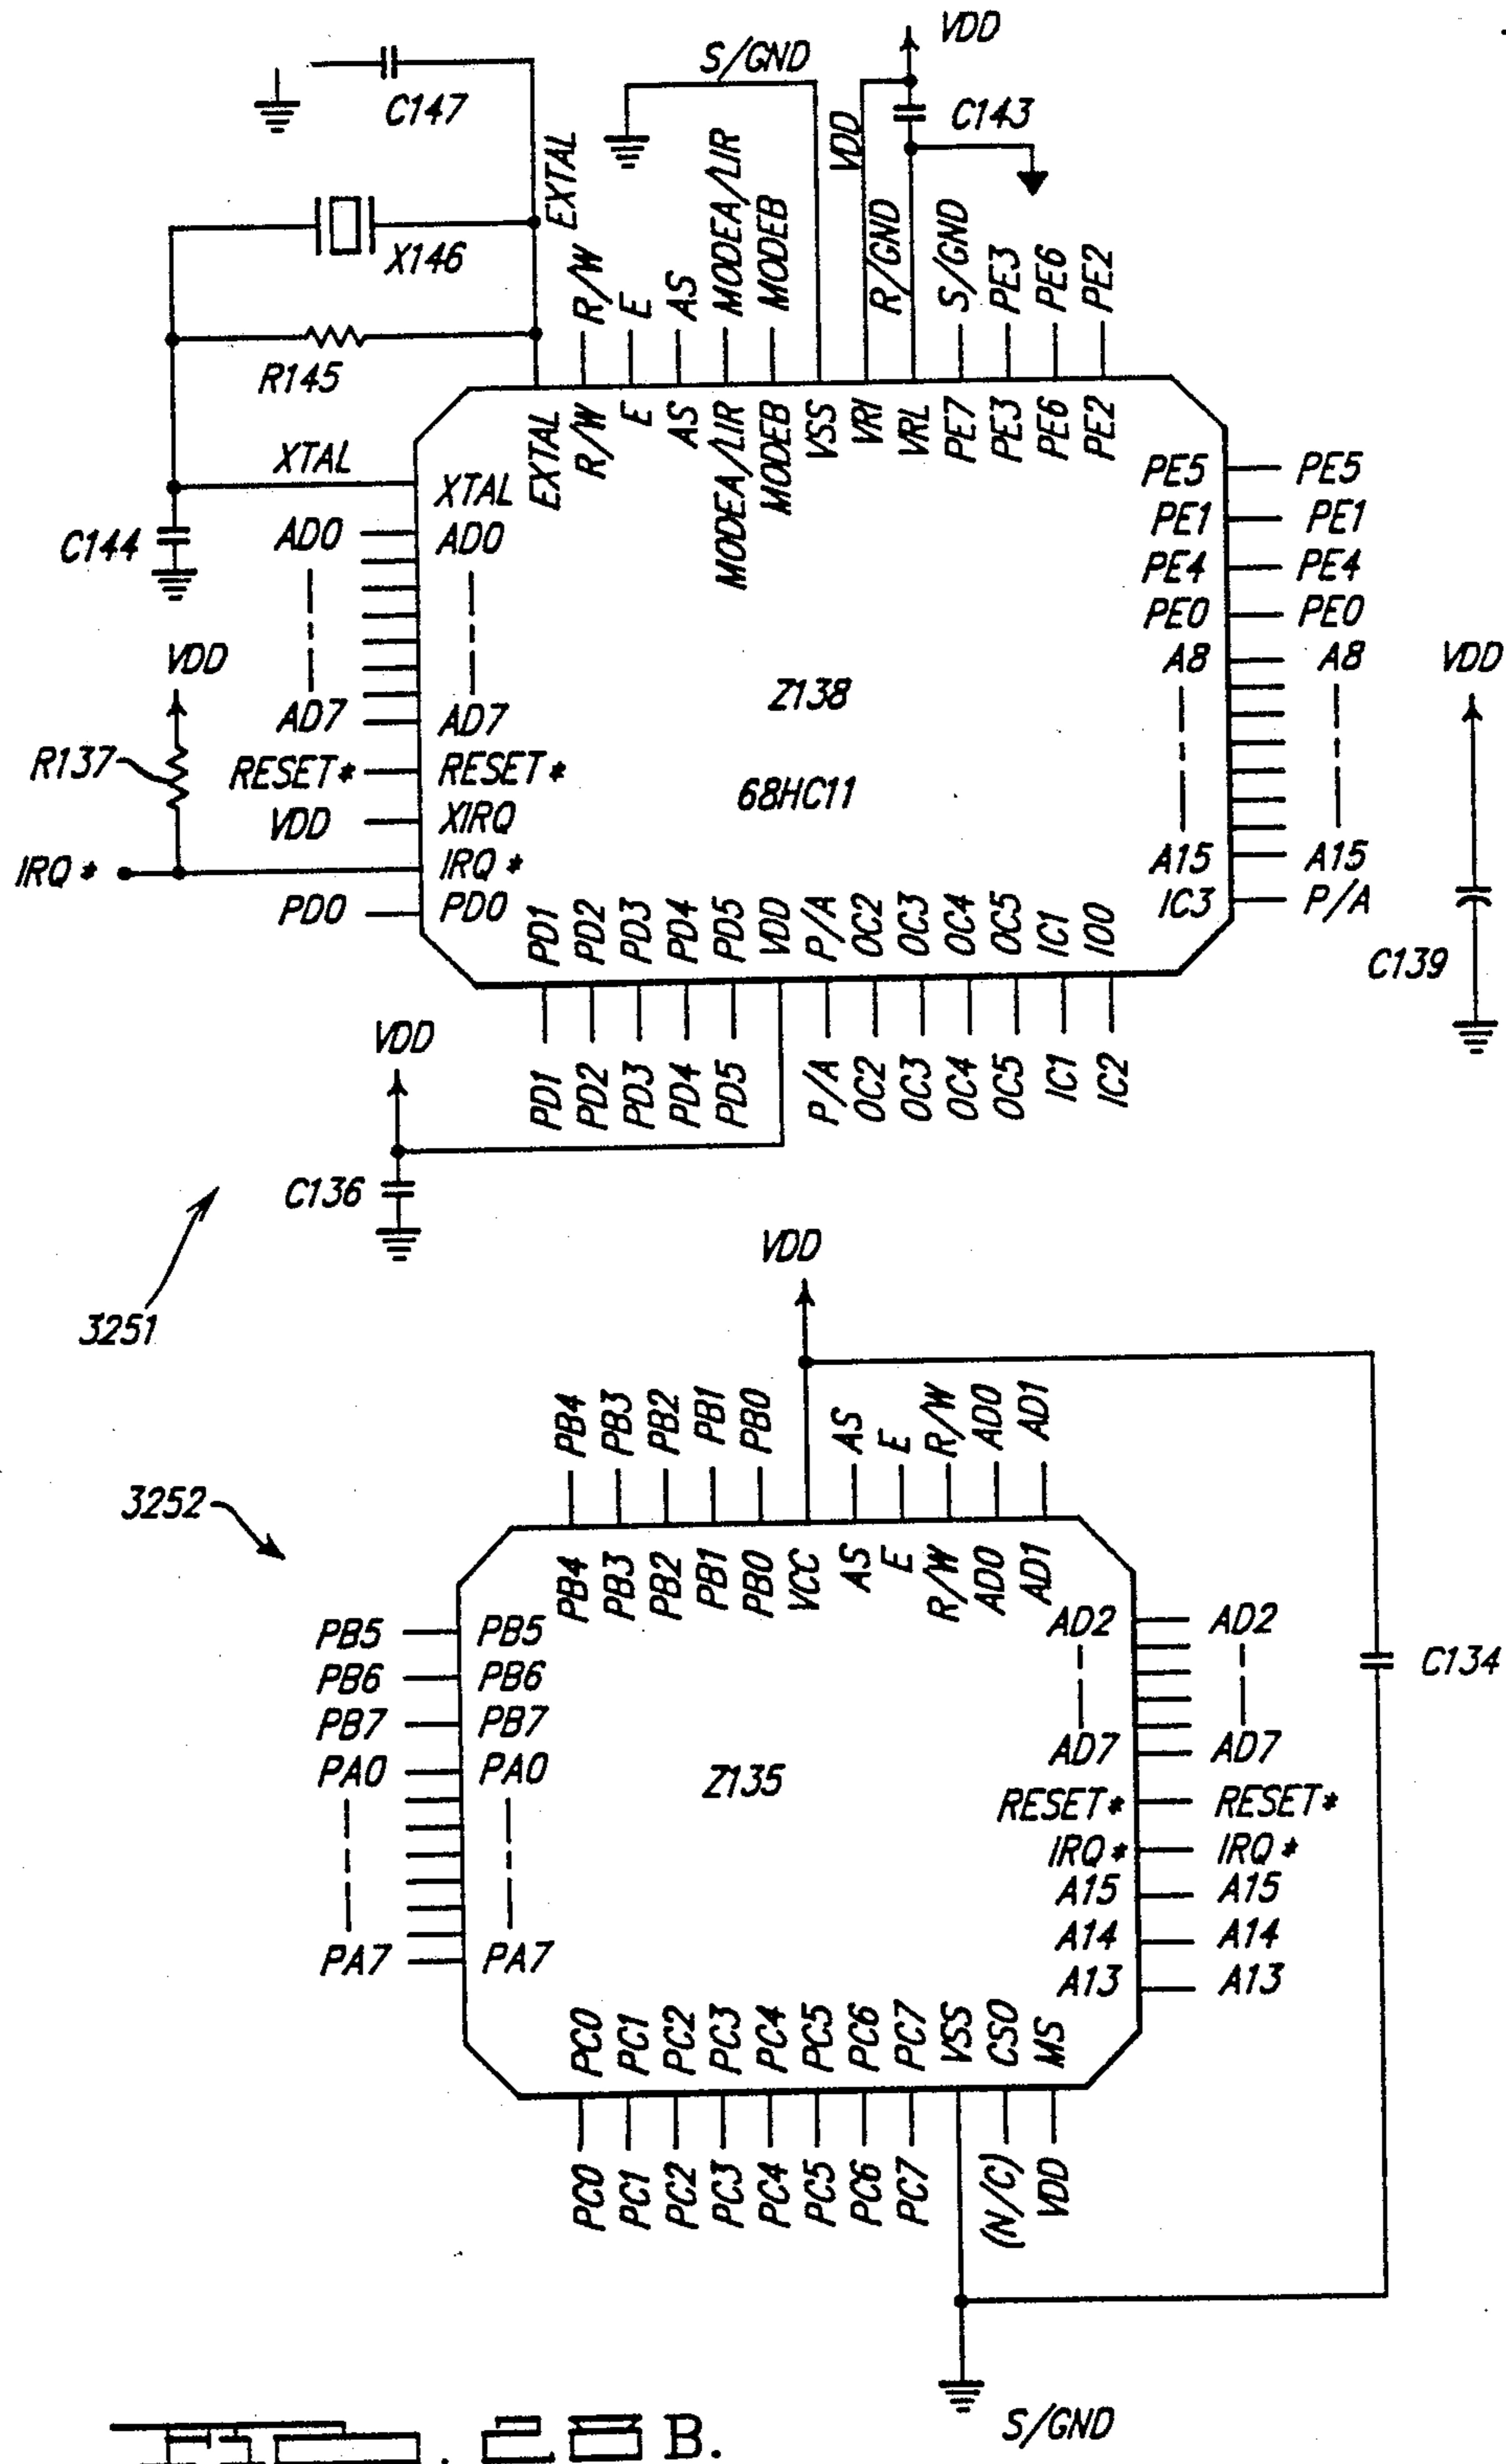 VDD
S/GND
C147
C143
EXTAL
VDD
MODEA/LIR
MODEB
R/GND
S/GND
PE3
PE6
PE2
X146
R/W
E
AS
R145
EXTAL
R/W
E
AS
MODEA/LIR
MODEB
VSS
VRI
VRL
PE7
PE3
PE6
PE2
XTAL
XTAL
PE5 PE5
PE1 PE1
C144
AD0 AD0
PE4 PE4
PE0 PE0
VDD
A8 A8
VDD
Z138
AD7 AD7
R137
RESET* RESET*
68HC11
VDD XIRQ
A15 A15
IRQ* IRQ*
IC3 P/A
PD0 PD0
PD1
PD2
PD3
PD4
PD5
VDD
P/A
OC2
OC3
OC4
OC5
IC1
IO0
C139
VDD
PD1
PD2
PD3
PD4
PD5
P/A
OC2
OC3
OC4
OC5
IC1
IC2
C136
VDD
3251
PB4
PB3
PB2
PB1
PB0
AS
E
R/W
AD0
AD1
3252
PB4
PB3
PB2
PB1
PB0
VCC
AS
E
R/W
AD0
AD1
PB5 PB5
AD2 AD2
C134
PB6 PB6
PB7 PB7
AD7 AD7
PA0 PA0
Z135
RESET* RESET*
IRQ* IRQ*
A15 A15
A14 A14
PA7 PA7
A13 A13
PC0
PC1
PC2
PC3
PC4
PC5
PC6
PC7
VSS
CSO
MS
PC0
PC1
PC2
PC3
PC4
PC5
PC6
PC7
(N/C)
VDD
S/GND
B.